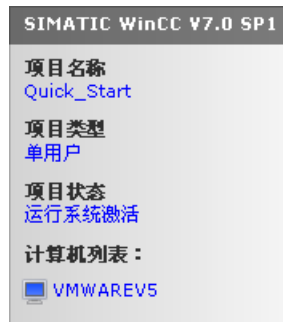 SIMATIC WinCC V7.0 SP1
项目名称
Quick_Start
项目类型
单用户
项目状态
运行系统激活
计算机列表：
VMWAREV5